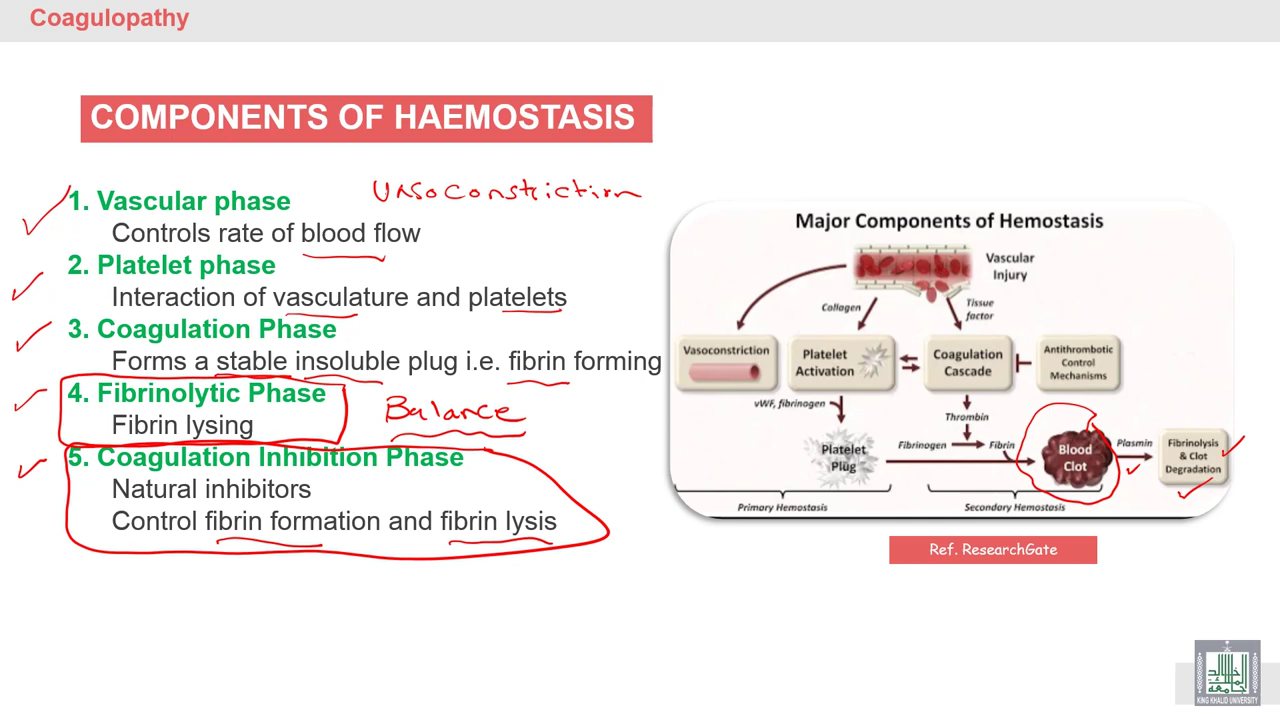 Coagulopathy
COMPONENTS OF HAEMOSTASIS
1. Vascular phase
vasoconstriction
Controls rate of blood flow
2. Platelet phase
Interaction of vasculature and platelets
3. Coagulation Phase
Forms a stable insoluble plug i.e. fibrin forming
4. Fibrinolytic Phase
Balance
Fibrin lysing
5. Coagulation Inhibition Phase
Natural inhibitors
Control fibrin formation and fibrin lysis
Major Components of Hemostasis
Vascular
Injury
Collagen
Tissue
factor
Vasoconstriction
Platelet
Activation
Coagulation
Cascade
Antithrombotic
Control
Mechanisms
vWF, fibrinogen
Thrombin
Platelet
Plug
Fibrinogen
Fibrin
Blood
Clot
Plasmin
Fibrinolysis
& Clot
Degradation
Primary Hemostasis
Secondary Hemostasis
Ref. ResearchGate
جامعة الملك خالد
KING KHALID UNIVERSITY